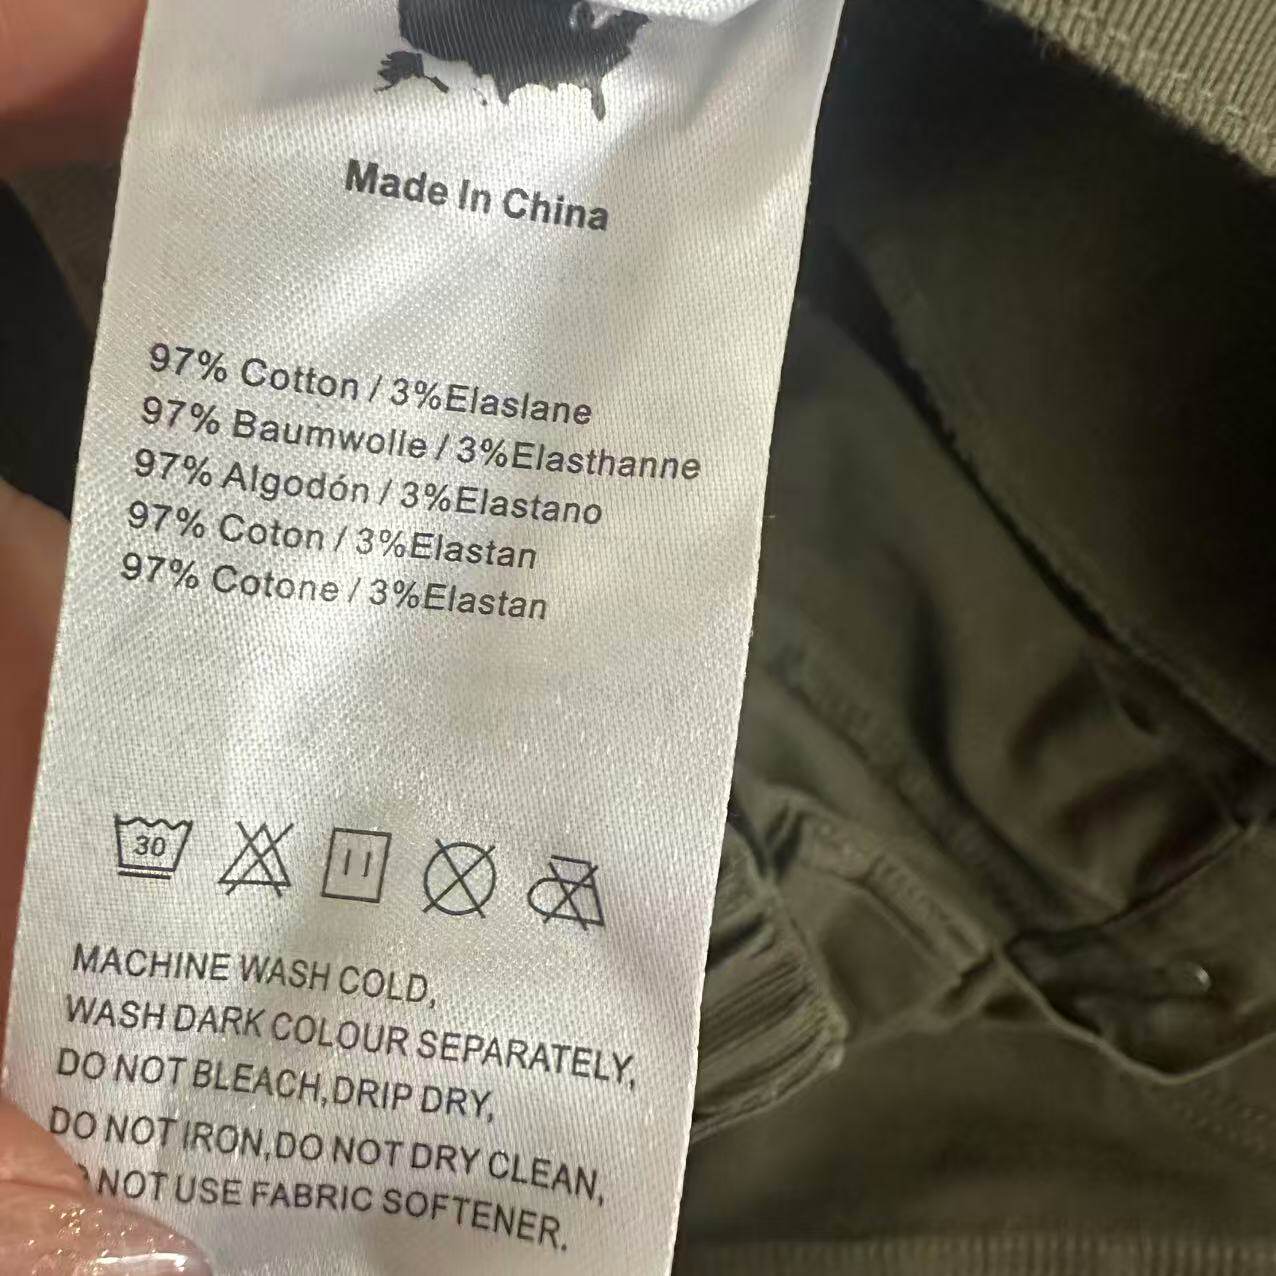 Made In China
97% Cotton / 3%Elaslane
97% Baumwolle / 3%Elasthanne
97% Algodón / 3%Elastano
97% Coton / 3%Elastan
97% Cotone / 3%Elastan
30
MACHINE WASH COLD,
WASH DARK COLOUR SEPARATELY,
DO NOT BLEACH,DRIP DRY,
DO NOT IRON,DO NOT DRY CLEAN,
NOT USE FABRIC SOFTENER.